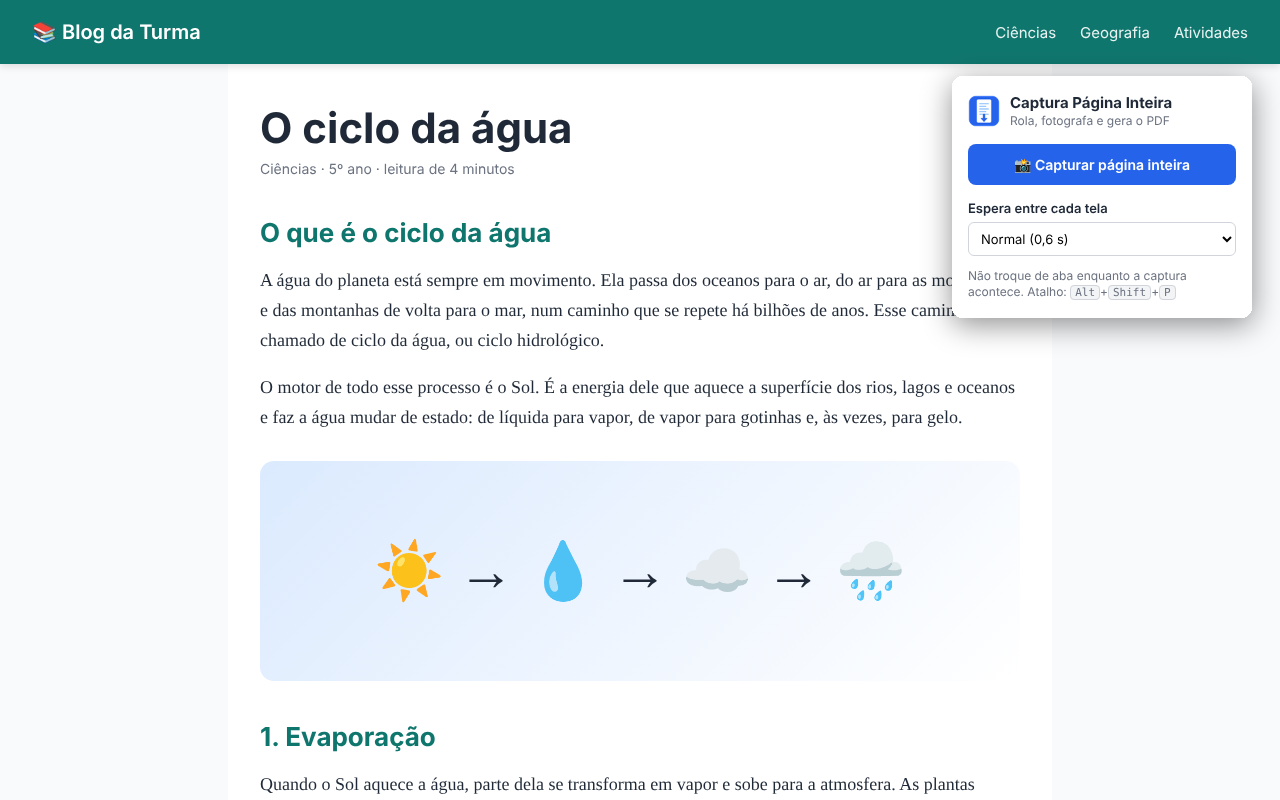 📚 Blog da Turma
Ciências Geografia Atividades
O ciclo da água
Ciências · 5º ano · leitura de 4 minutos
O que é o ciclo da água
A água do planeta está sempre em movimento. Ela passa dos oceanos para o ar, do ar para as
e das montanhas de volta para o mar, num caminho que se repete há bilhões de anos. Esse
chamado de ciclo da água, ou ciclo hidrológico.
O motor de todo esse processo é o Sol. É a energia dele que aquece a superfície dos rios, lagos e oceanos
e faz a água mudar de estado: de líquida para vapor, de vapor para gotinhas e, às vezes, para gelo.
→ → →
1. Evaporação
Quando o Sol aquece a água, parte dela se transforma em vapor e sobe para a atmosfera. As plantas
Captura Página Inteira
Rola, fotografa e gera o PDF
📸 Capturar página inteira
Espera entre cada tela
Normal (0,6 s)
Não troque de aba enquanto a captura
acontece. Atalho: Alt+Shift+P